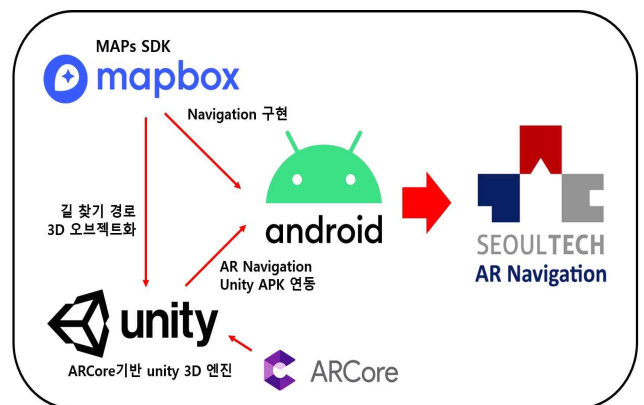 MAPs SDK
mapbox
Navigation 구현
길 찾기 경로
3D 오브젝트화
android
AR Navigation
Unity APK 연동
SEOULTECH
AR Navigation
unity
ARCore기반 unity 3D 엔진
ARCore